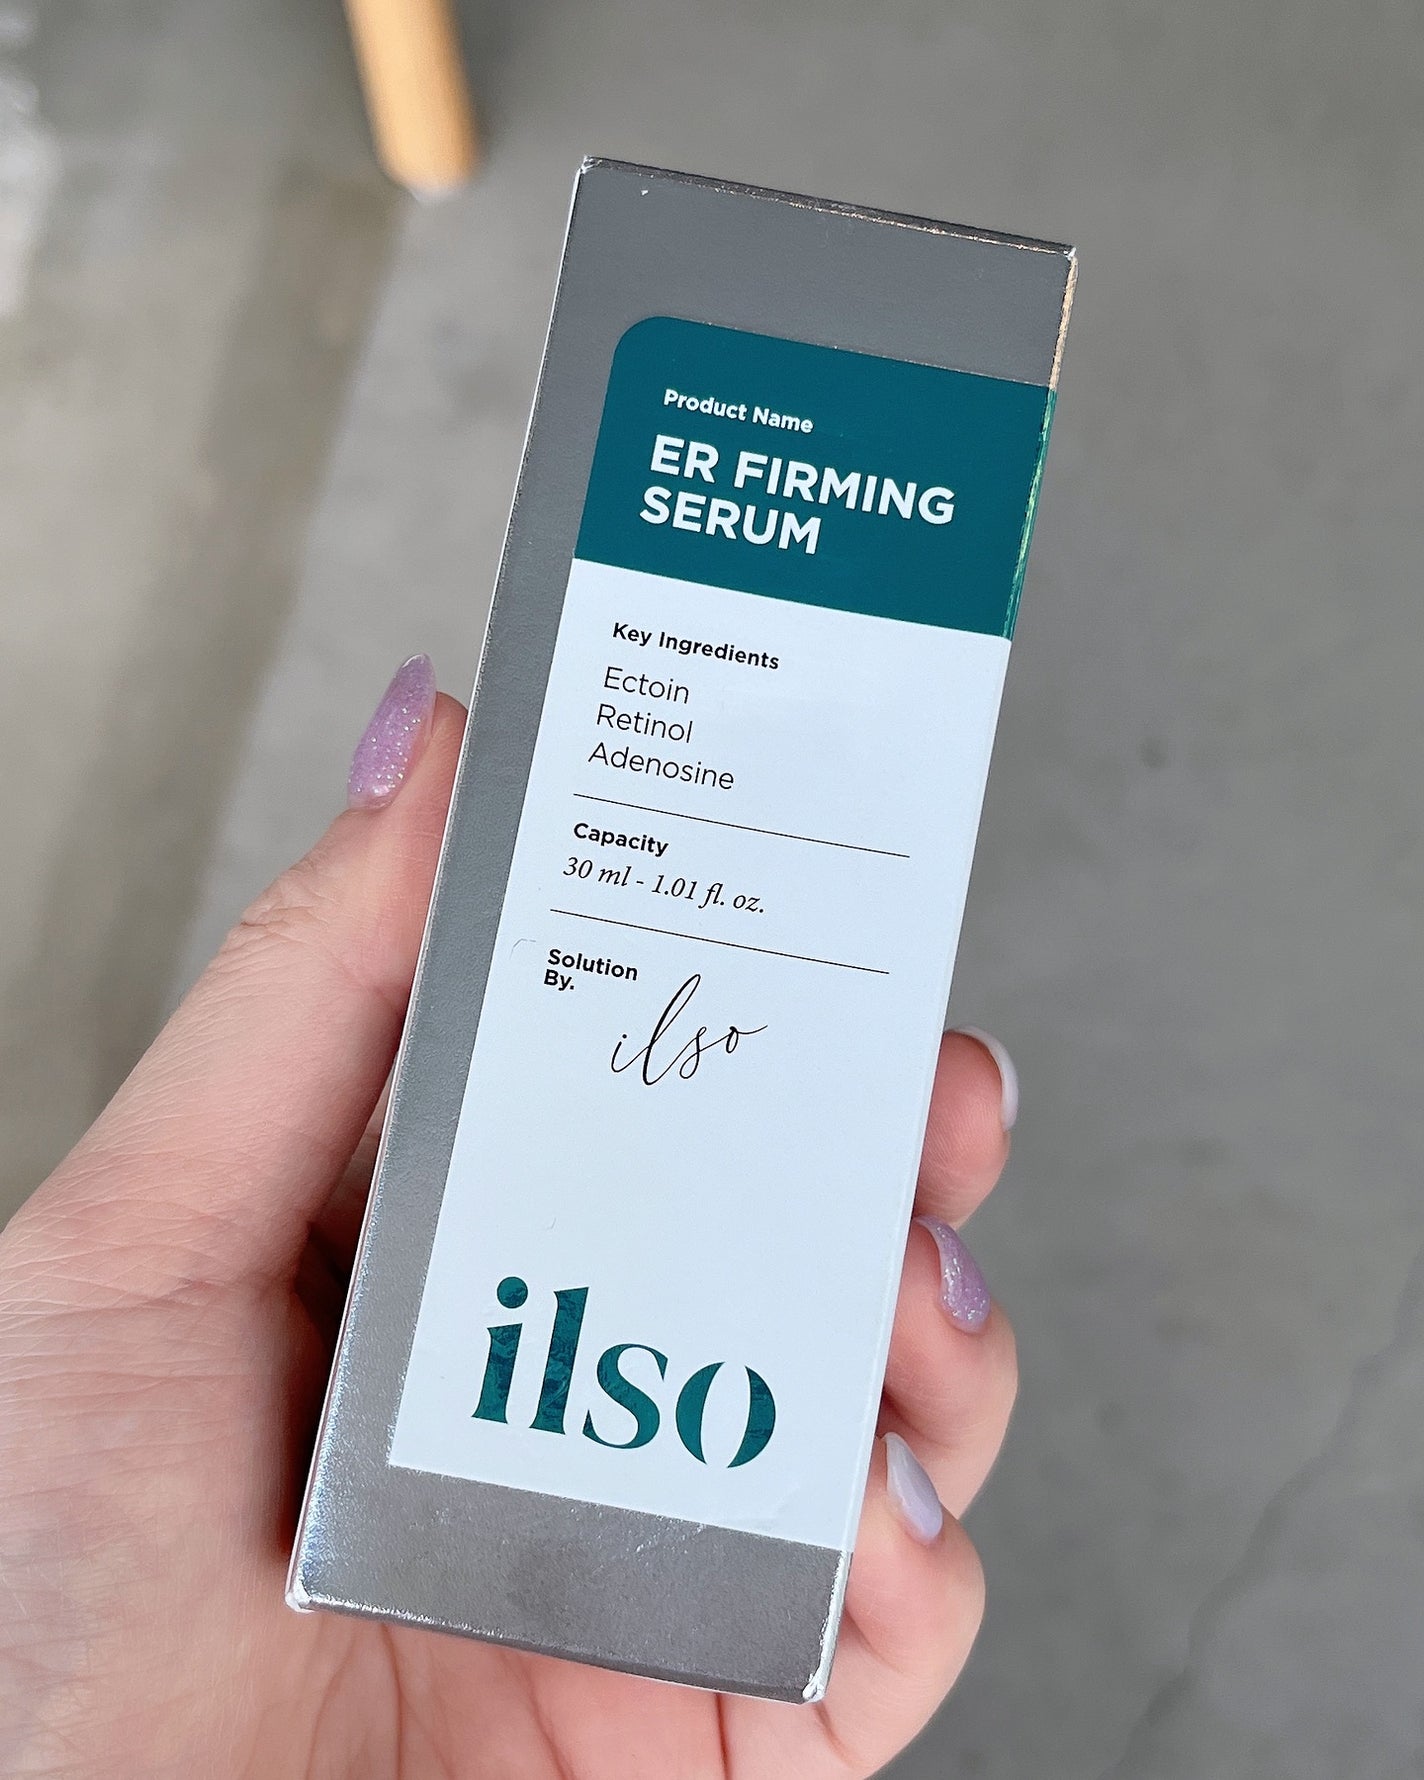 Product Name
ER FIRMING
SERUM
Key Ingredients
Ectoin
Retinol
Adenosine
Capacity
30 ml - 1.01 fl. oz.
Solution
By.
ilso
ilso